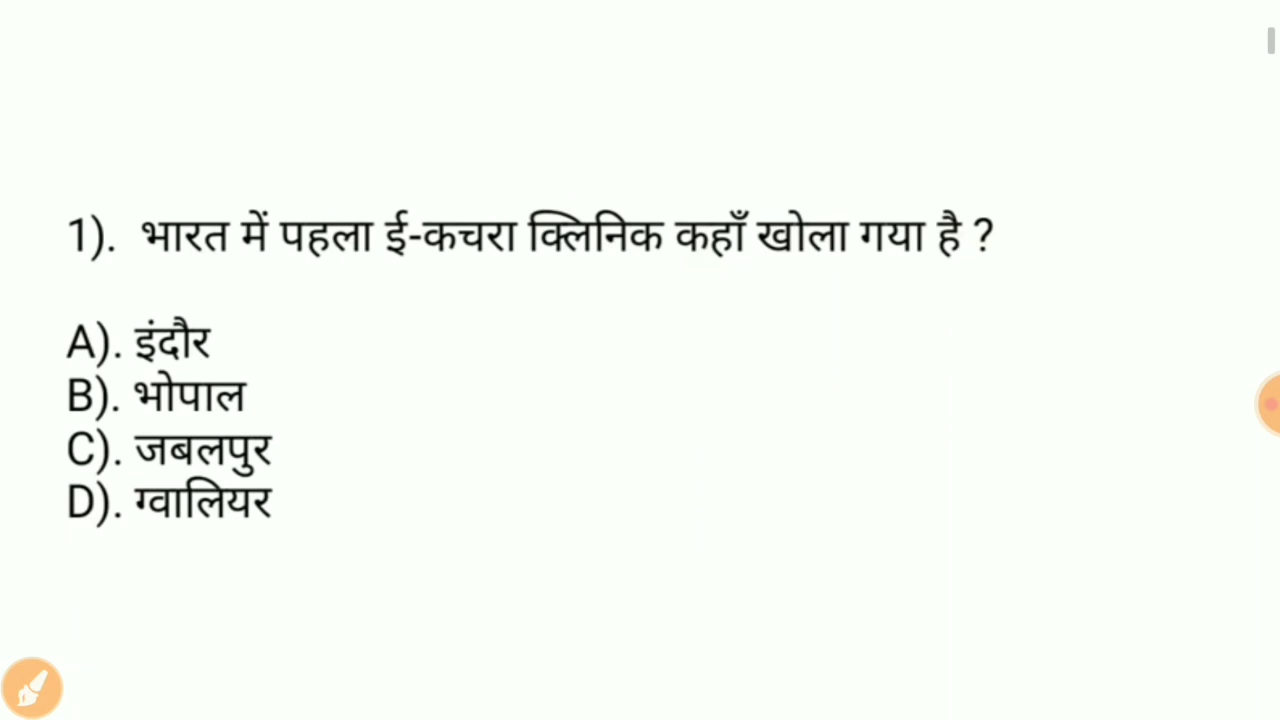 1). भारत में पहला ई-कचरा क्लिनिक कहाँ खोला गया है ?
A). इंदौर
B). भोपाल
C). जबलपुर
D). ग्वालियर